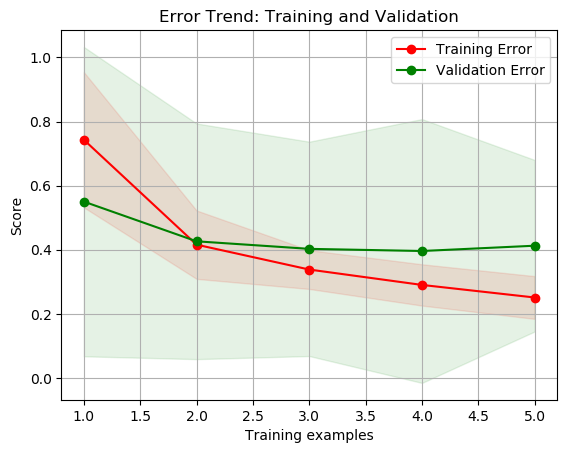 Error Trend: Training and Validation
Training Error
Validation Error
Score
1.0
0.8
0.6
0.4
0.2
0.0
1.0 1.5 2.0 2.5 3.0 3.5 4.0 4.5 5.0
Training examples